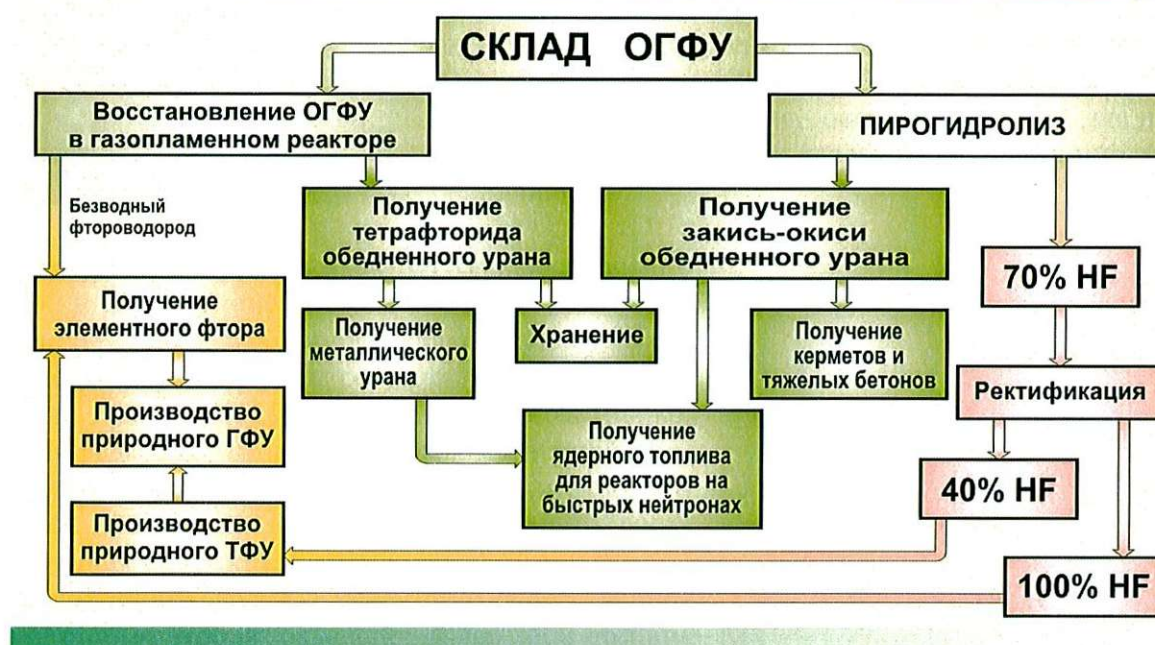 СКЛАД ОГФУ
Восстановление ОГФУ
в газопламенном реакторе
ПИРОГИДРОЛИЗ
Безводный
фтороводород
Получение
тетрафторида
обедненного урана
Получение
закись-окиси
обедненного урана
70% HF
Получение
элементного фтора
Получение
металлического
урана
Хранение
Получение
керметов и
тяжелых бетонов
Ректификация
Производство
природного ГФУ
Получение
ядерного топлива
для реакторов на
быстрых нейтронах
40% HF
Производство
природного ТФУ
100% HF